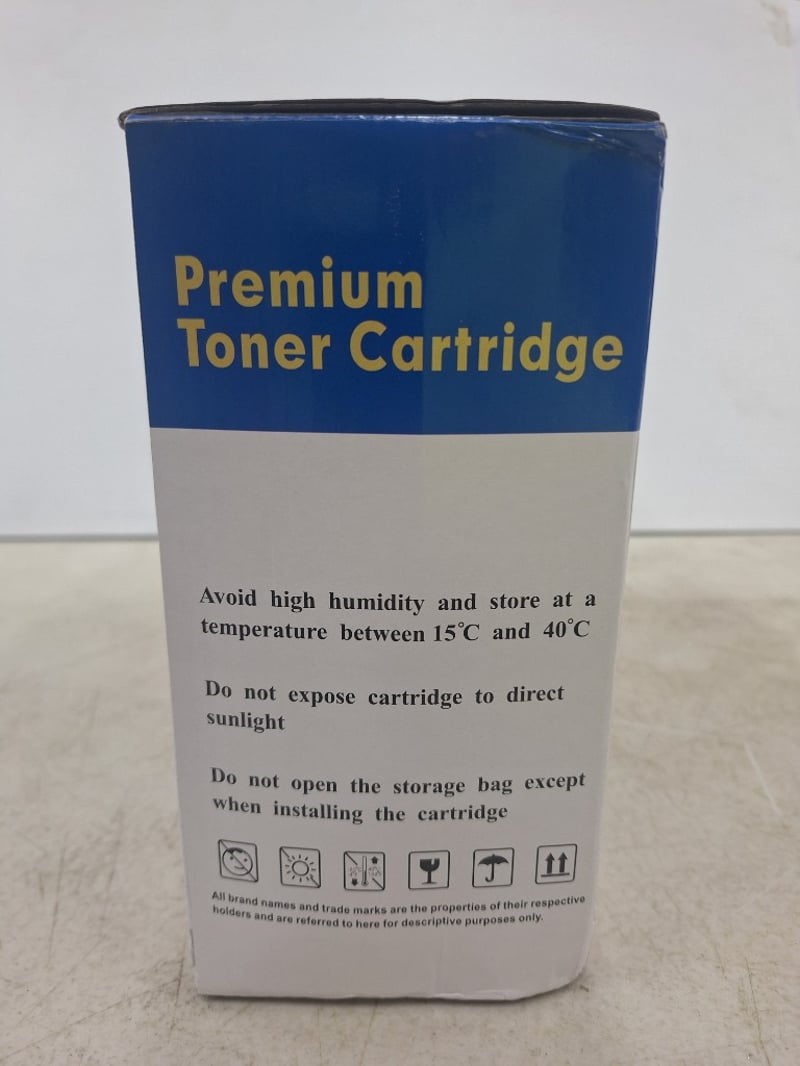 Premium
Toner Cartridge
Avoid high humidity and store at a
temperature between 15°C and 40°C
Do not expose cartridge to direct
sunlight
Do not open the storage bag except
when installing the cartridge
All brand names and trade marks are the properties of their respective
holders and are referred to here for descriptive purposes only.